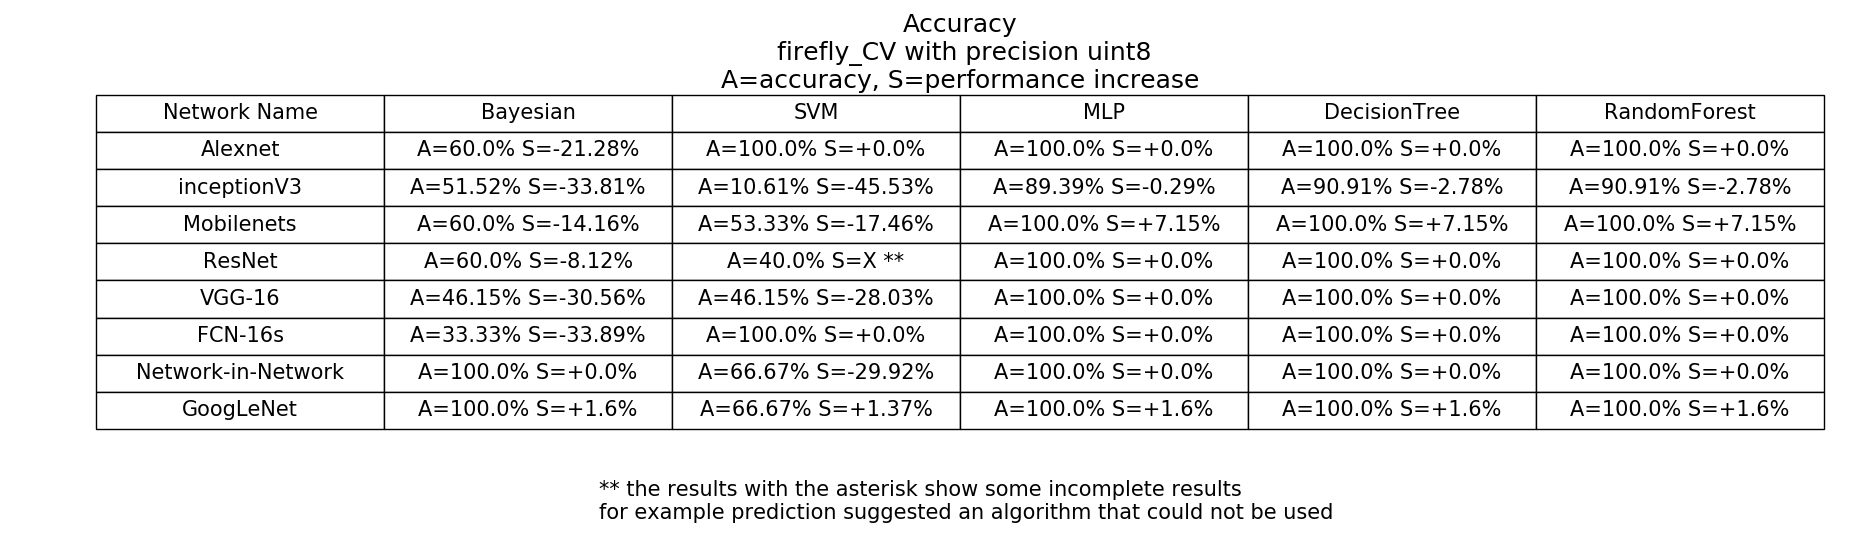 Accuracy
firefly_CV with precision uint8
A=accuracy, S=performance increase
Network Name Bayesian SVM MLP DecisionTree RandomForest
Alexnet A=60.0% S=-21.28% A=100.0% S=+0.0% A=100.0% S=+0.0% A=100.0% S=+0.0% A=100.0% S=+0.0%
inceptionV3 A=51.52% S=-33.81% A=10.61% S=-45.53% A=89.39% S=-0.29% A=90.91% S=-2.78% A=90.91% S=-2.78%
Mobilenets A=60.0% S=-14.16% A=53.33% S=-17.46% A=100.0% S=+7.15% A=100.0% S=+7.15% A=100.0% S=+7.15%
ResNet A=60.0% S=-8.12% A=40.0% S=X ** A=100.0% S=+0.0% A=100.0% S=+0.0% A=100.0% S=+0.0%
VGG-16 A=46.15% S=-30.56% A=46.15% S=-28.03% A=100.0% S=+0.0% A=100.0% S=+0.0% A=100.0% S=+0.0%
FCN-16s A=33.33% S=-33.89% A=100.0% S=+0.0% A=100.0% S=+0.0% A=100.0% S=+0.0% A=100.0% S=+0.0%
Network-in-Network A=100.0% S=+0.0% A=66.67% S=-29.92% A=100.0% S=+0.0% A=100.0% S=+0.0% A=100.0% S=+0.0%
GoogLeNet A=100.0% S=+1.6% A=66.67% S=+1.37% A=100.0% S=+1.6% A=100.0% S=+1.6% A=100.0% S=+1.6%
** the results with the asterisk show some incomplete results
for example prediction suggested an algorithm that could not be used